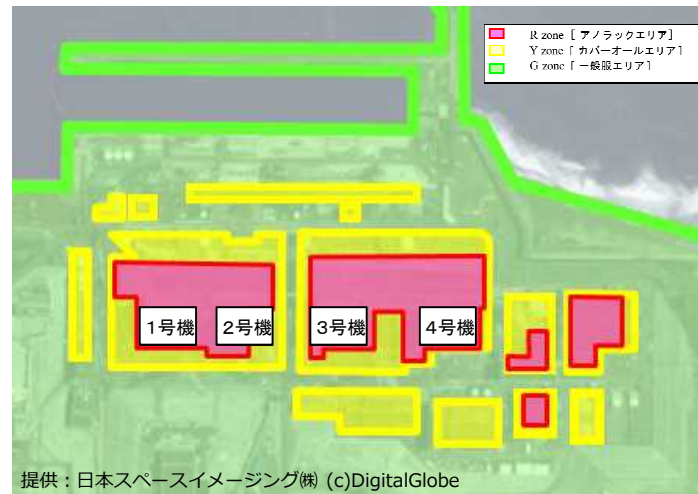 R zone [ アノラックエリア]
Y zone [ カバーオールエリア]
G zone [ 一般服エリア]
1号機
2号機
3号機
4号機
提供：日本スペースイメージング㈱ (c)DigitalGlobe